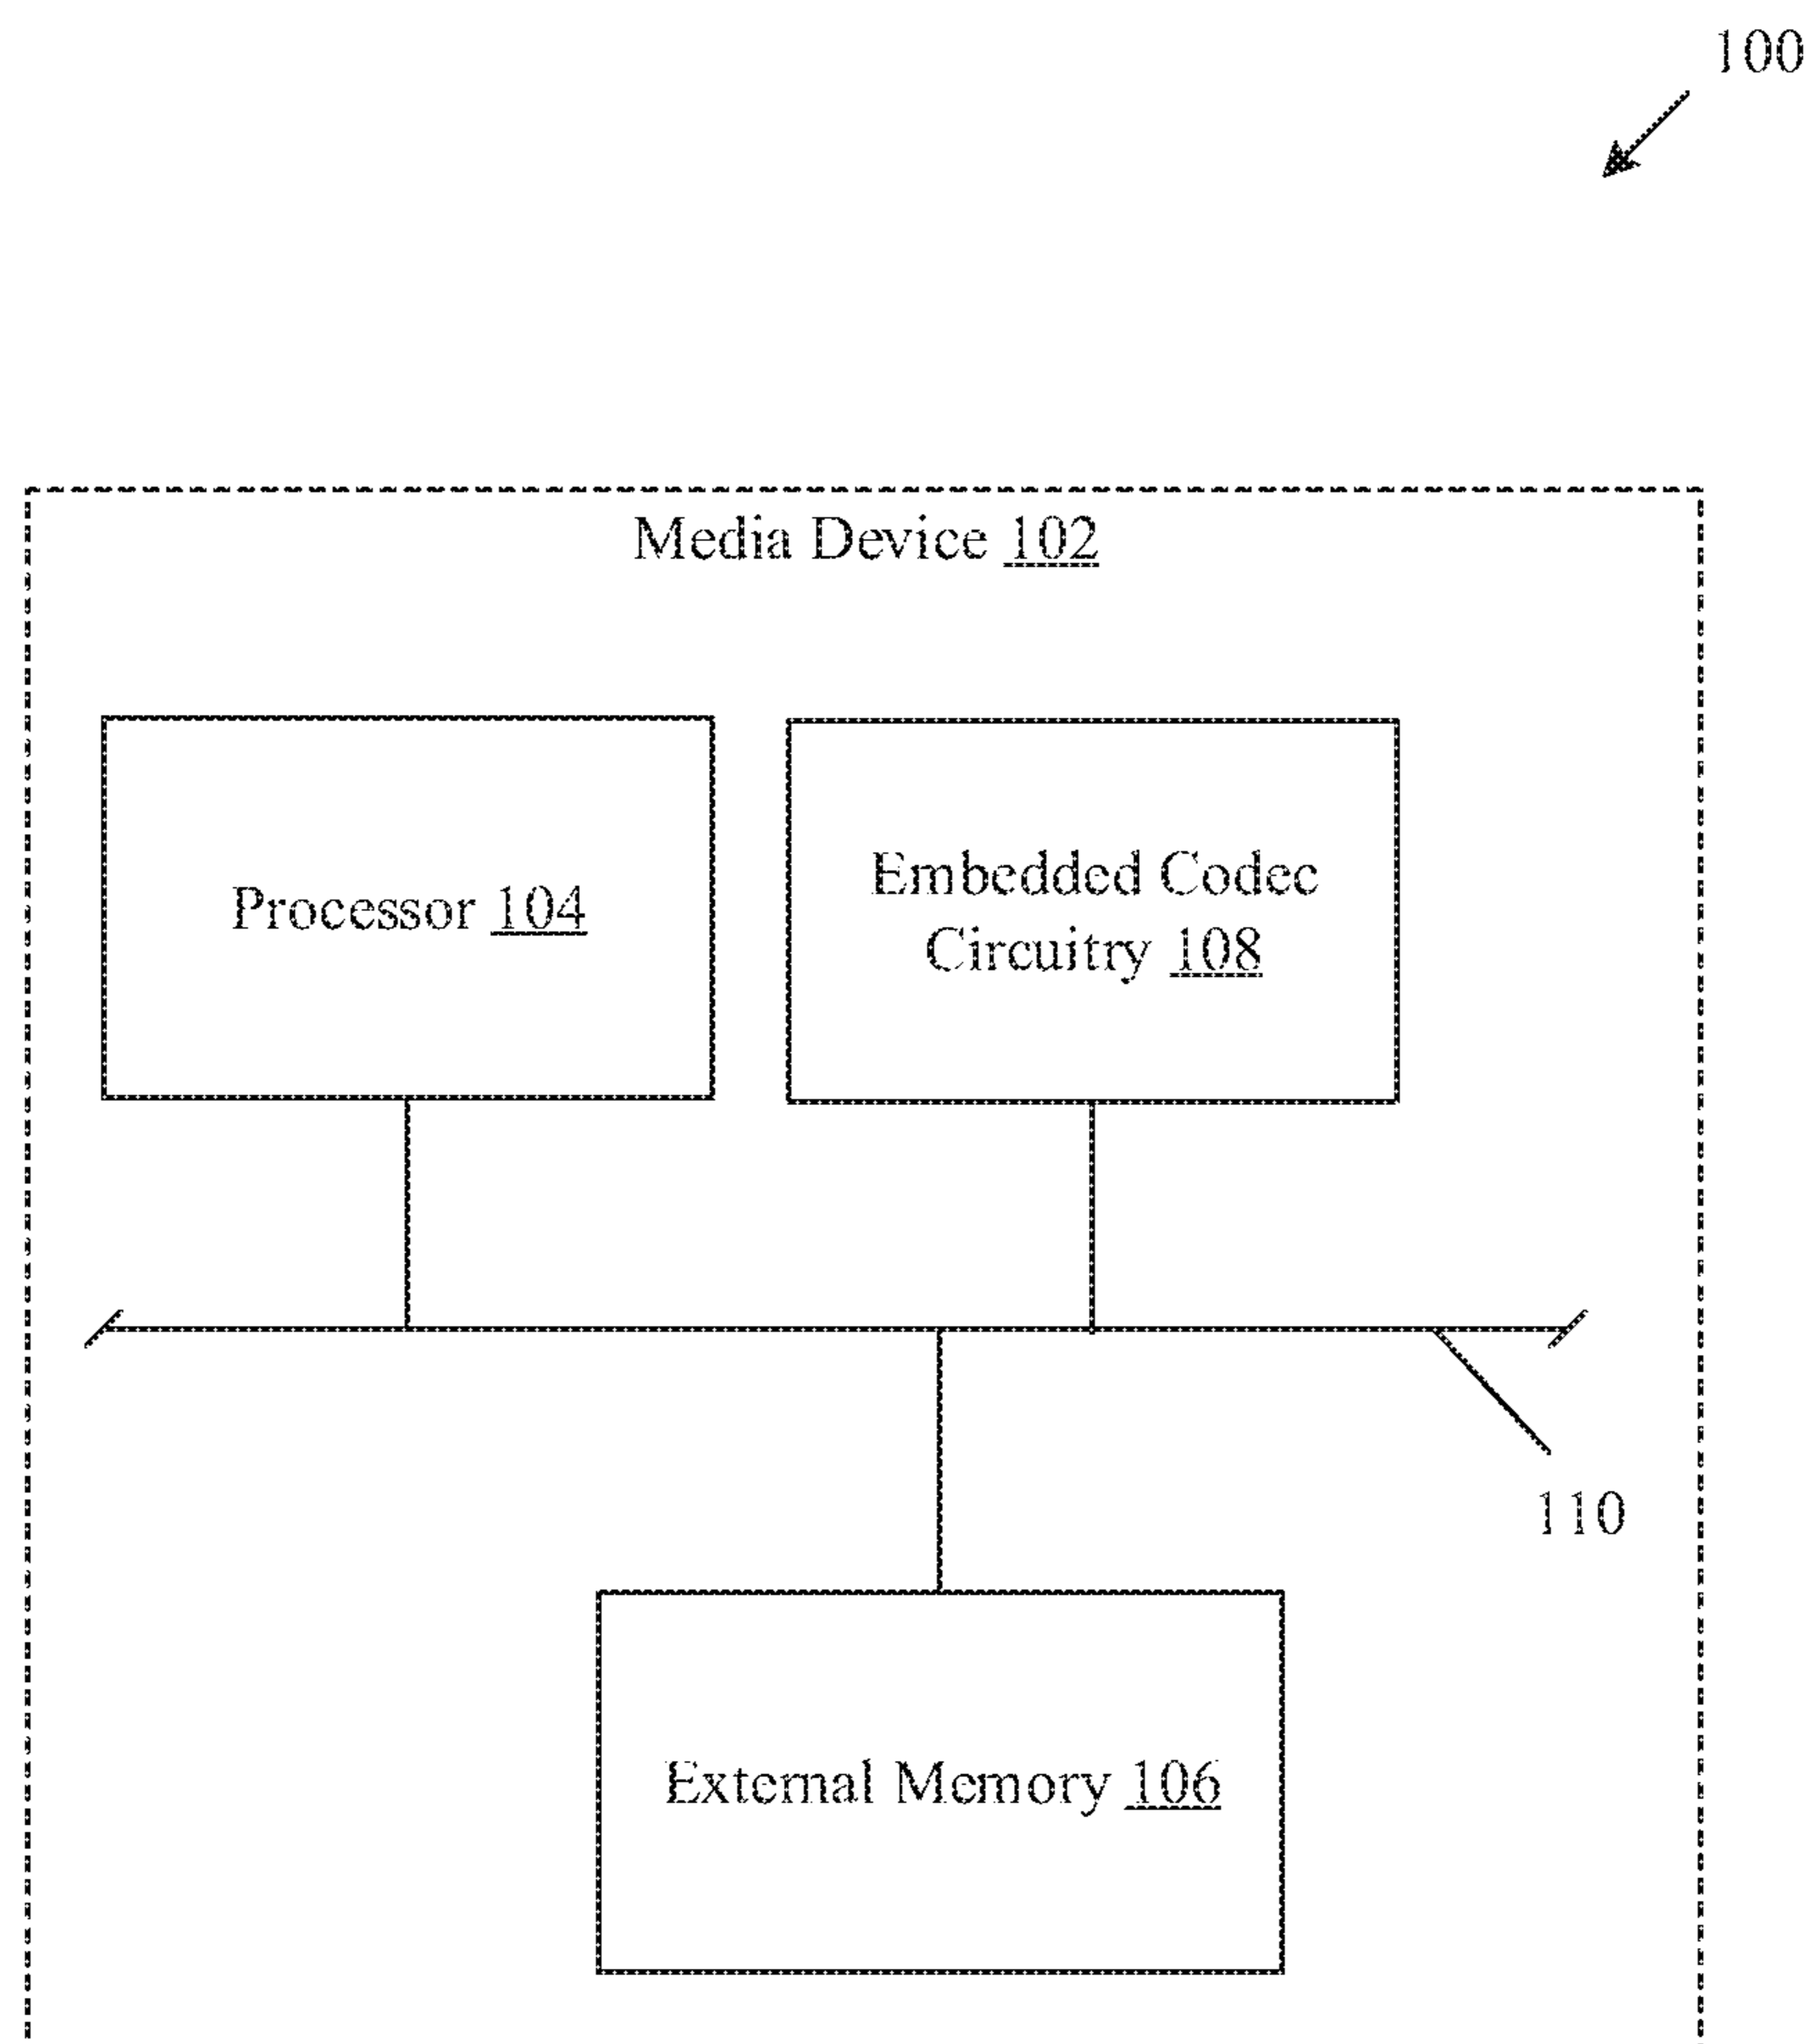 100
Media Device 102
Processor 104
Embedded Codec
Circuitry 108
110
External Memory 106